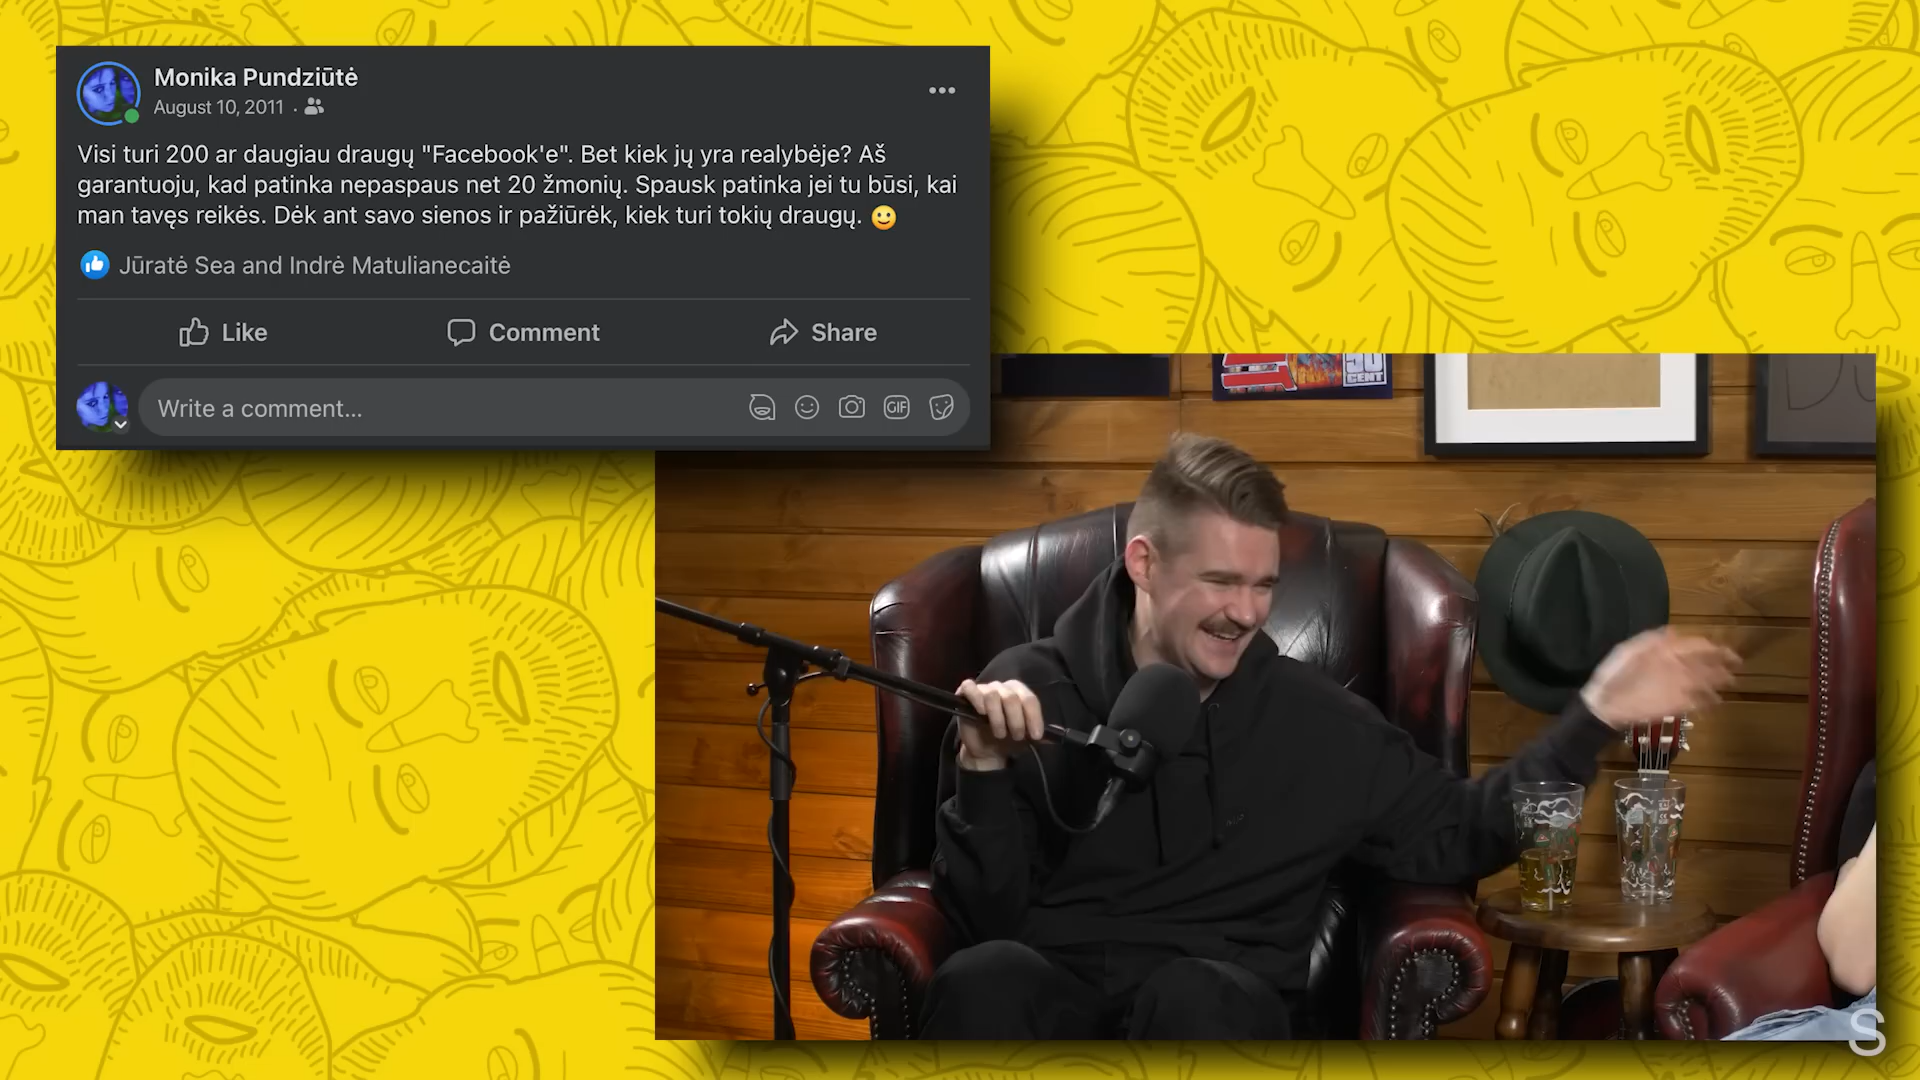 Monika Pundziūtė
August 10, 2011 ·
Visi turi 200 ar daugiau draugų "Facebook'e". Bet kiek jų yra realybėje? Aš
garantuoju, kad patinka nepaspaus net 20 žmonių. Spausk patinka jei tu būsi, kai
man tavęs reikės. Dėk ant savo sienos ir pažiūrėk, kiek turi tokių draugų.
Jūratė Sea and Indrė Matulianecaitė
Like
Comment
Share
Write a comment...
GIF
50
CENT
S